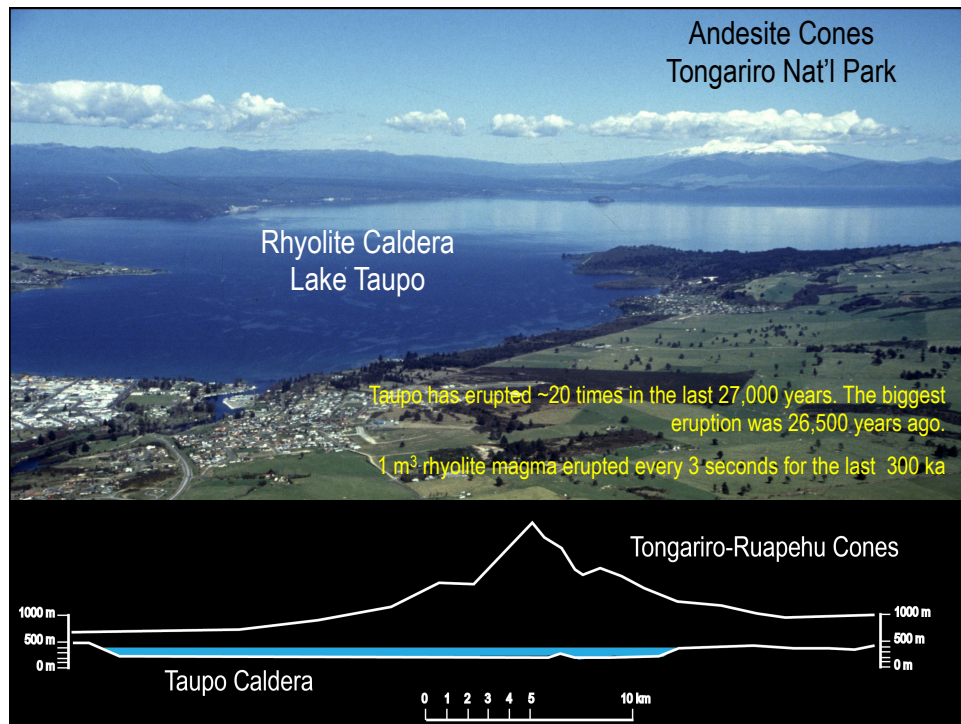 Andesite Cones
Tongariro Nat'l Park
Rhyolite Caldera
Lake Taupo
Taupo has erupted ~20 times in the last 27,000 years. The biggest
eruption was 26,500 years ago.
1 m³ rhyolite magma erupted every 3 seconds for the last 300 ka
Tongariro-Ruapehu Cones
1000 m
500 m
0 m
1000 m
500 m
0 m
Taupo Caldera
0 1 2 3 4 5 10 km